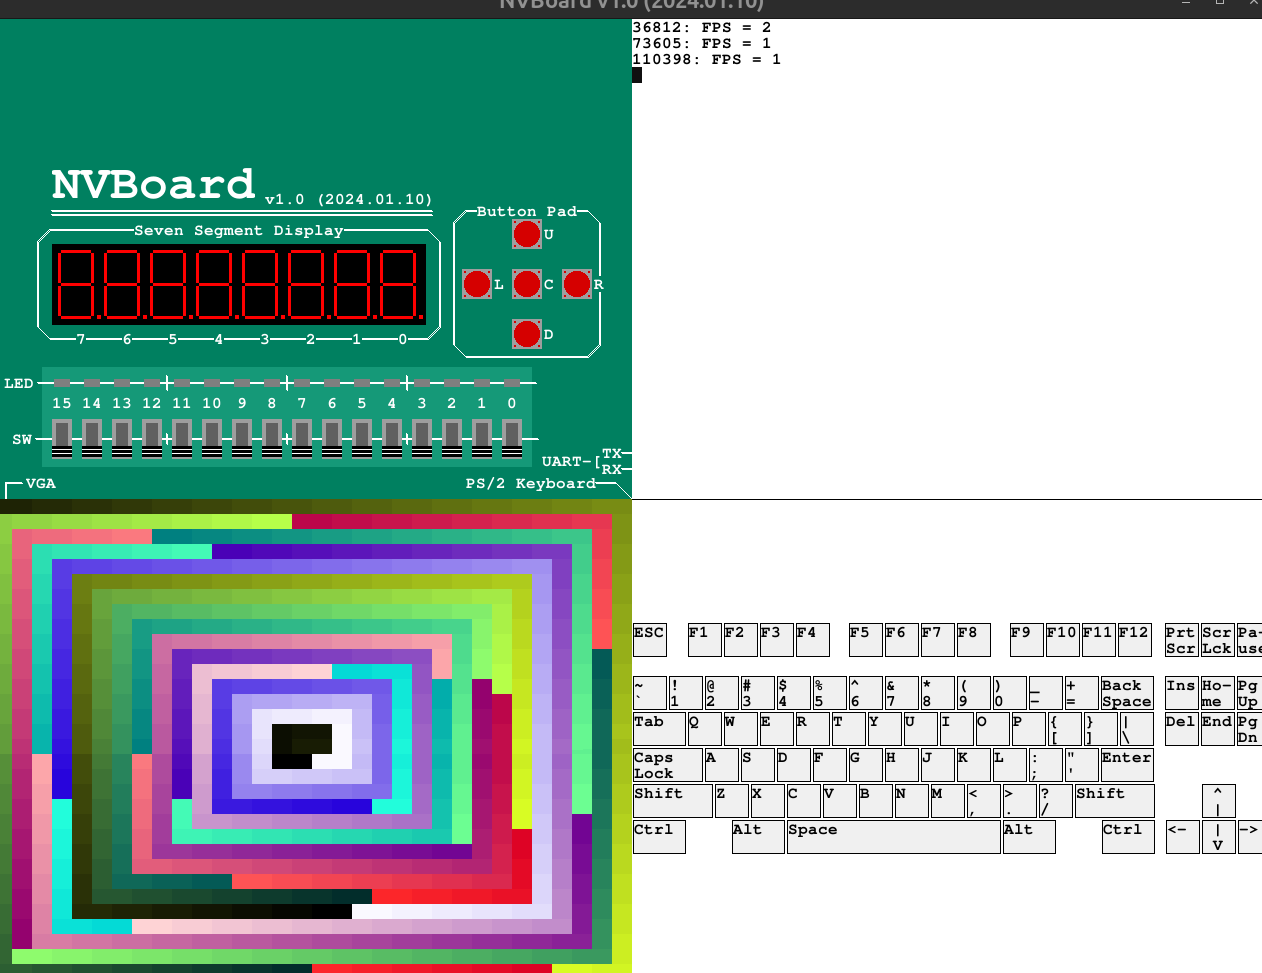 NVBoard v1.0 (2024.01.10)
36812: FPS = 2
73605: FPS = 1
110398: FPS = 1
NVBoard v1.0 (2024.01.10)
Button Pad
U
L C R
D
Seven Segment Display
7 6 5 4 3 2 1 0
LED
15 14 13 12 11 10 9 8 7 6 5 4 3 2 1 0
SW
UART-[ TX
RX
VGA
PS/2 Keyboard
ESC F1 F2 F3 F4 F5 F6 F7 F8 F9 F10 F11 F12 Prt Scr Scr Lck Pa- use
~ ` ! 1 @ 2 # 3 $ 4 % 5 ^ 6 & 7 * 8 ( 9 ) 0 _ - + = Back Space Ins Ho- me Pg Up
Tab Q W E R T Y U I O P { [ } ] | \ Del End Pg Dn
Caps Lock A S D F G H J K L : ; " ' Enter
Shift Z X C V B N M < , > . ? / Shift ^ |
Ctrl Alt Space Alt Ctrl <- | V ->